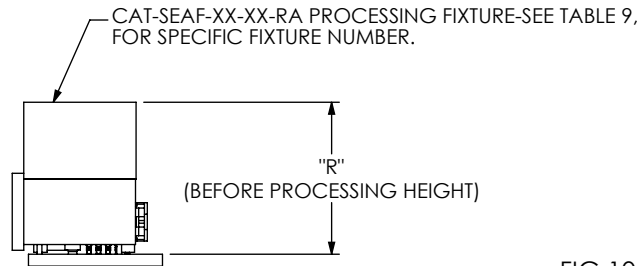 CAT-SEAF-XX-XX-RA PROCESSING FIXTURE-SEE TABLE 9,
FOR SPECIFIC FIXTURE NUMBER.
"R"
(BEFORE PROCESSING HEIGHT)